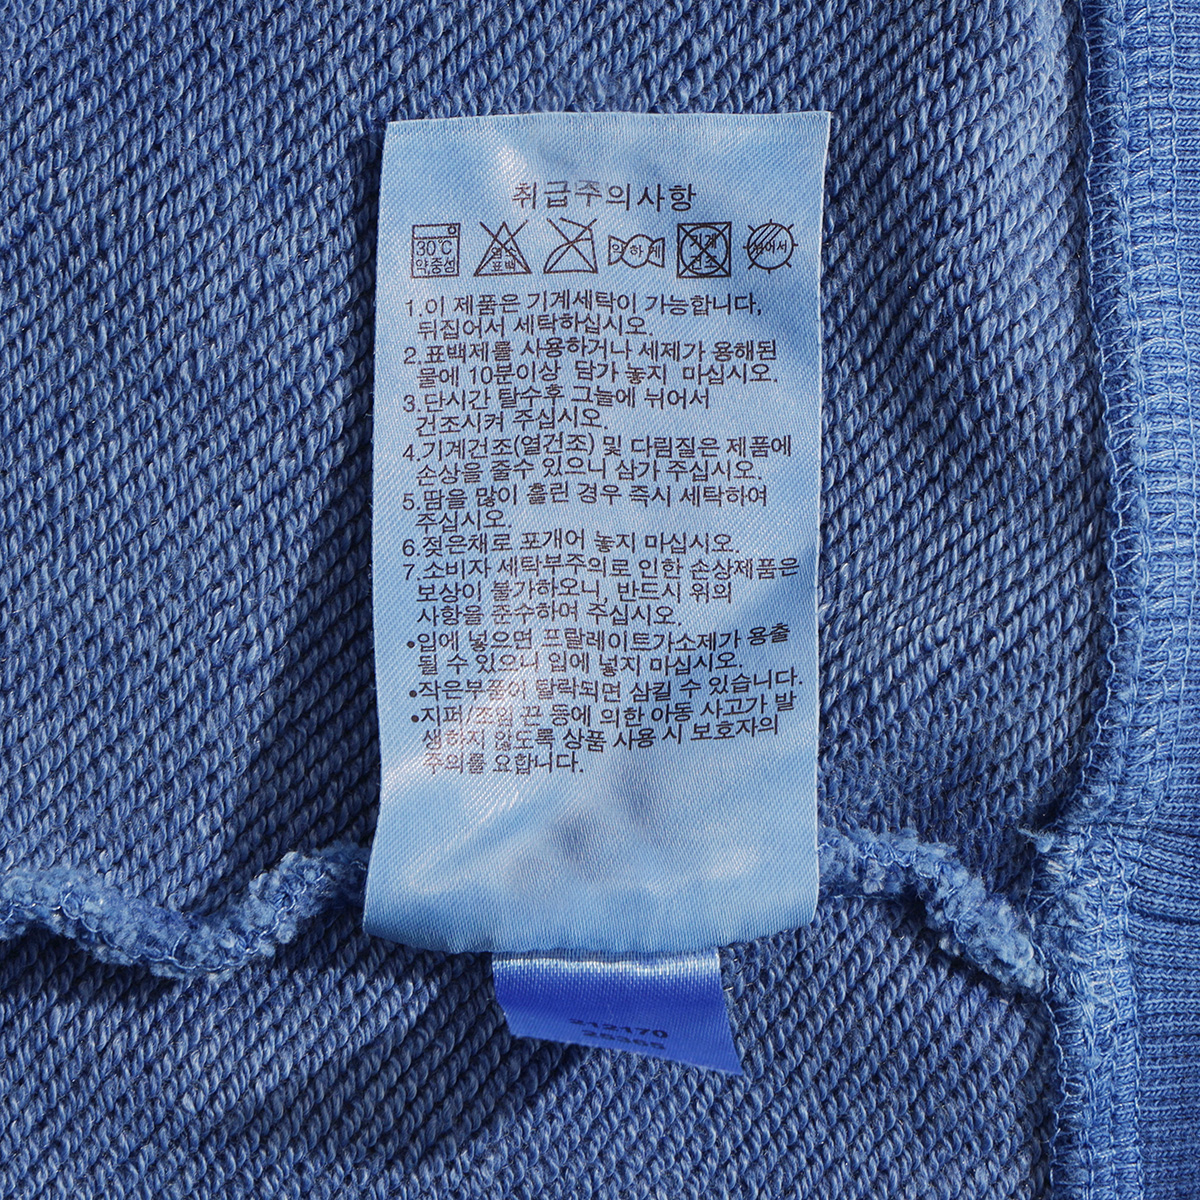 취급주의사항
30℃
약중성
염소
표백
약하게
기계
건조
뉘어서
1.이 제품은 기계세탁이 가능합니다,
뒤집어서 세탁하십시오.
2.표백제를 사용하거나 세제가 용해된
물에 10분이상 담가 놓지 마십시오.
3.단시간 탈수후 그늘에 뉘어서
건조시켜 주십시오.
4.기계건조(열건조) 및 다림질은 제품에
손상을 줄수 있으니 삼가 주십시오.
5.땀을 많이 흘린 경우 즉시 세탁하여
주십시오.
6.젖은채로 포개어 놓지 마십시오.
7.소비자 세탁부주의로 인한 손상제품은
보상이 불가하오니, 반드시 위의
사항을 준수하며 주십시오.
•입에 넣으면 프탈레이트가소제가 용출
될 수 있으니 입에 넣지 마십시오.
•작은부품이 탈락되면 삼킬 수 있습니다.
•지퍼/조임 끈 등에 의한 아동 사고가 발
생하지 않도록 상품 사용 시 보호자의
주의를 요합니다.
212170